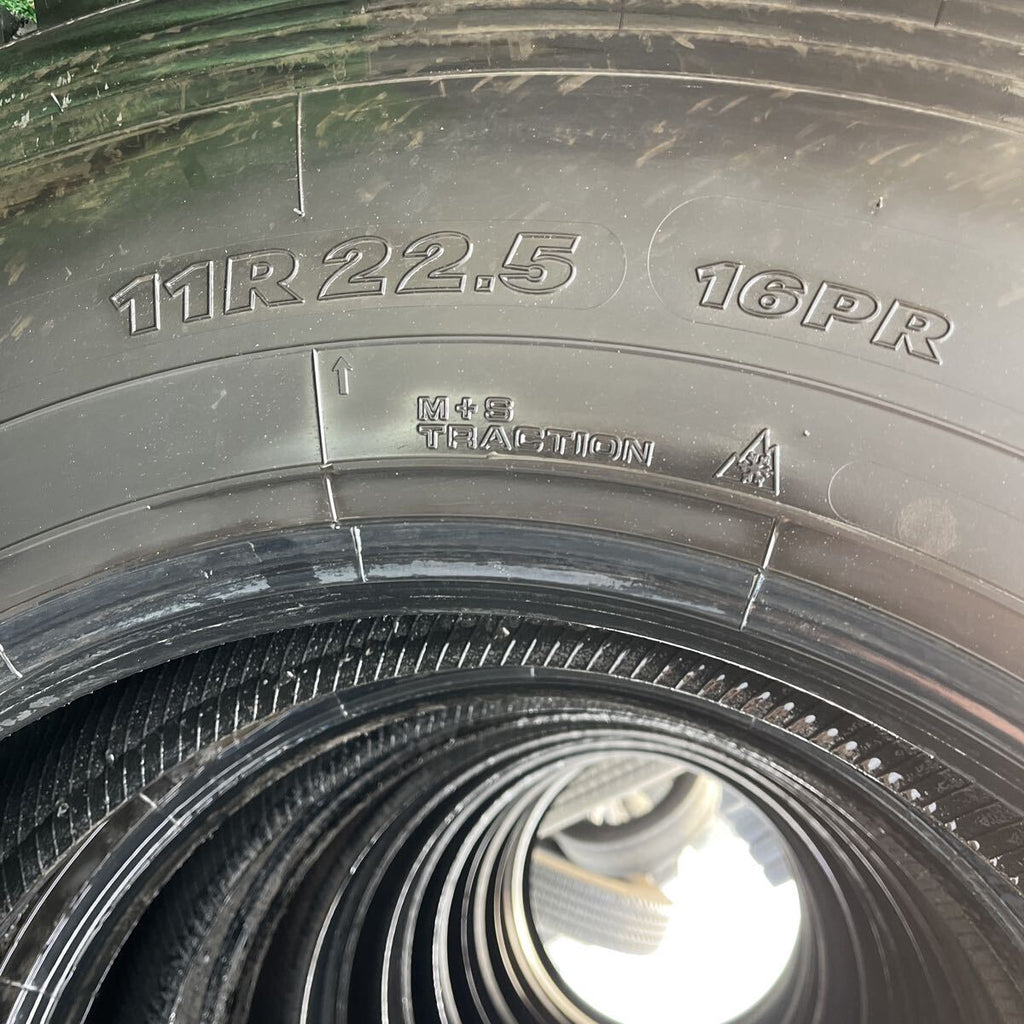 11R22.5 16PR
M+S
TRACTION